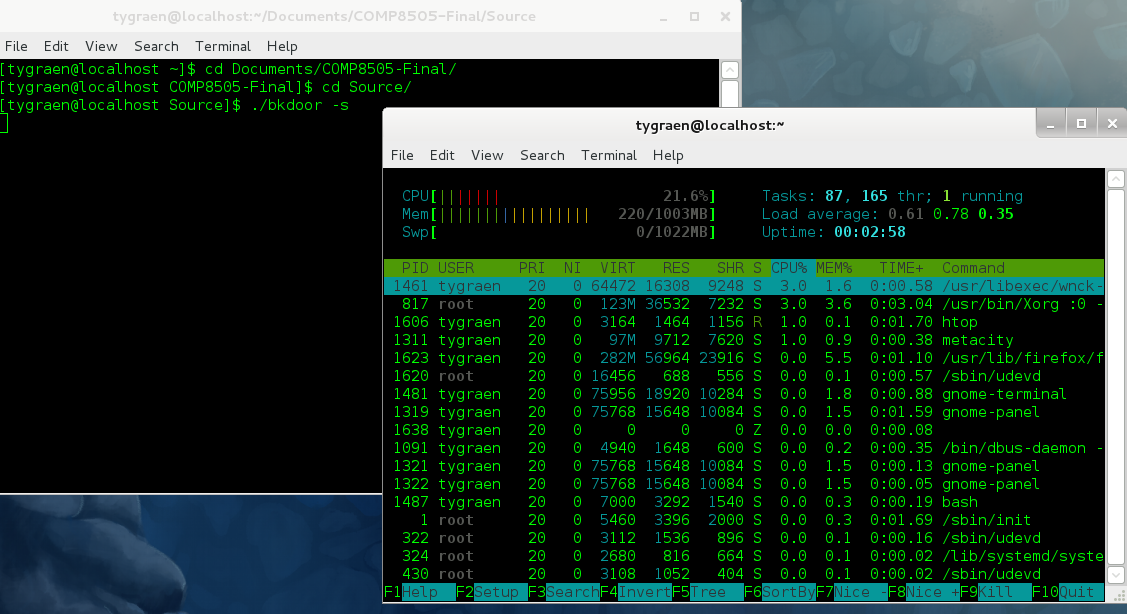 tygraen@localhost:~/Documents/COMP8505-Final/Source
File Edit View Search Terminal Help
[tygraen@localhost ~]$ cd Documents/COMP8505-Final/
[tygraen@localhost COMP8505-Final]$ cd Source/
[tygraen@localhost Source]$ ./bkdoor -s
tygraen@localhost:~
File Edit View Search Terminal Help
CPU[||||||| 21.6%] Tasks: 87, 165 thr; 1 running
Mem[||||||||||||||||| 220/1003MB] Load average: 0.61 0.78 0.35
Swp[ 0/1022MB] Uptime: 00:02:58
PID USER PRI NI VIRT RES SHR S CPU% MEM% TIME+ Command
1461 tygraen 20 0 64472 16308 9248 S 3.0 1.6 0:00.58 /usr/libexec/wnck-
817 root 20 0 123M 36532 7232 S 3.0 3.6 0:03.04 /usr/bin/Xorg :0 -
1606 tygraen 20 0 3164 1464 1156 R 1.0 0.1 0:01.70 htop
1311 tygraen 20 0 97M 9712 7620 S 1.0 0.9 0:00.38 metacity
1623 tygraen 20 0 282M 56964 23916 S 0.0 5.5 0:01.10 /usr/lib/firefox/f
1620 root 20 0 16456 688 556 S 0.0 0.1 0:00.57 /sbin/udevd
1481 tygraen 20 0 75956 18920 10284 S 0.0 1.8 0:00.88 gnome-terminal
1319 tygraen 20 0 75768 15648 10084 S 0.0 1.5 0:01.59 gnome-panel
1638 tygraen 20 0 0 0 0 Z 0.0 0.0 0:00.08
1091 tygraen 20 0 4940 1648 600 S 0.0 0.2 0:00.35 /bin/dbus-daemon -
1321 tygraen 20 0 75768 15648 10084 S 0.0 1.5 0:00.13 gnome-panel
1322 tygraen 20 0 75768 15648 10084 S 0.0 1.5 0:00.05 gnome-panel
1487 tygraen 20 0 7000 3292 1540 S 0.0 0.3 0:00.19 bash
1 root 20 0 5460 3396 2000 S 0.0 0.3 0:01.69 /sbin/init
322 root 20 0 3112 1536 896 S 0.0 0.1 0:00.16 /sbin/udevd
324 root 20 0 2680 816 664 S 0.0 0.1 0:00.02 /lib/systemd/syste
430 root 20 0 3108 1052 404 S 0.0 0.1 0:00.02 /sbin/udevd
F1Help F2Setup F3SearchF4InvertF5Tree F6SortByF7Nice -F8Nice +F9Kill F10Quit